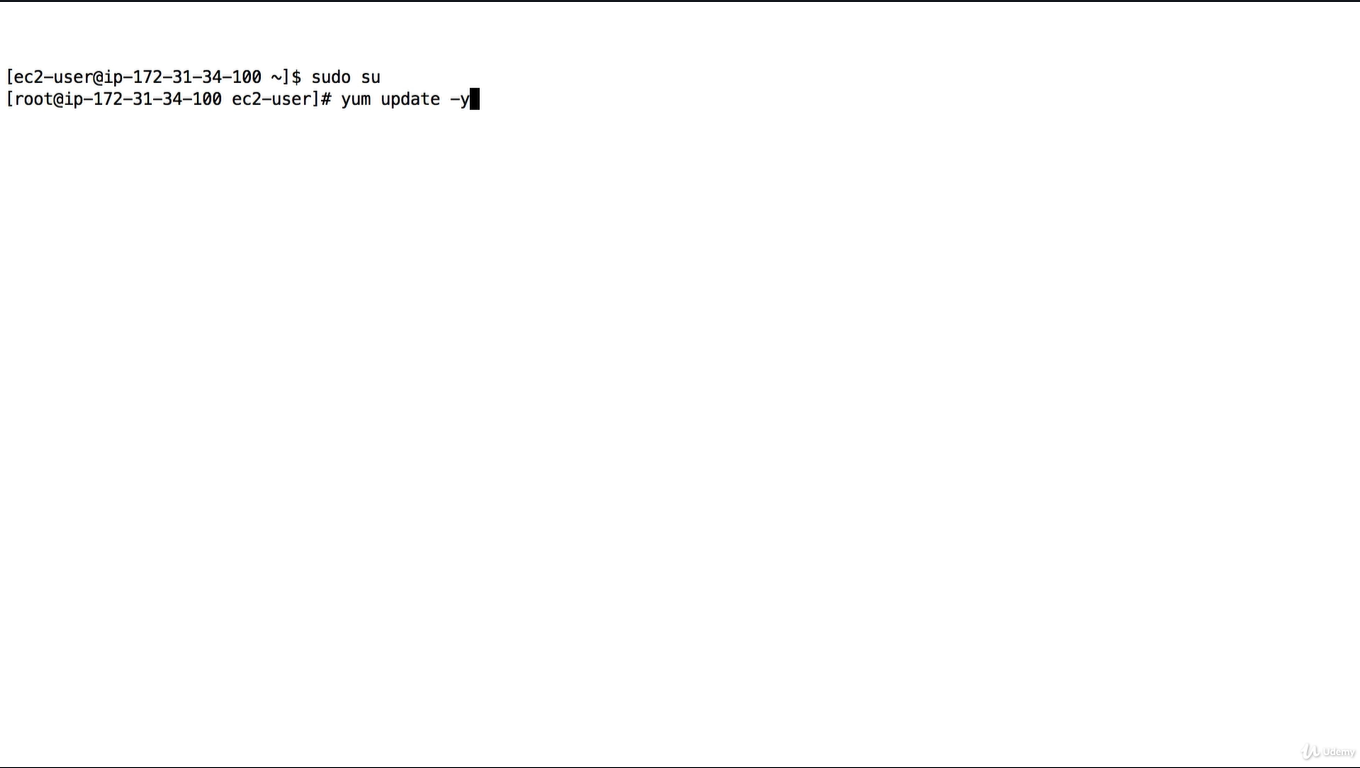 [ec2-user@ip-172-31-34-100 ~]$ sudo su
[root@ip-172-31-34-100 ec2-user]# yum update -y
Udemy